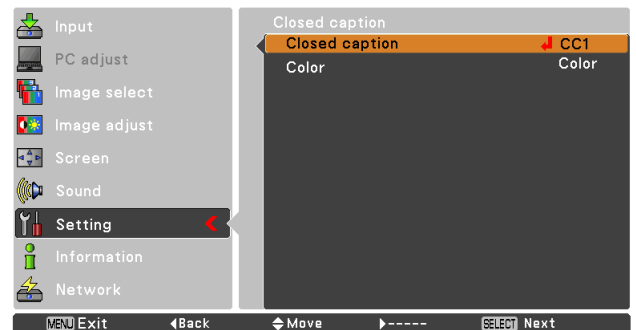 Input
PC adjust
Image select
Image adjust
Screen
Sound
Setting
Information
Network
Closed caption
Closed caption CC1
Color Color
MENU Exit Back Move ----- SELECT Next